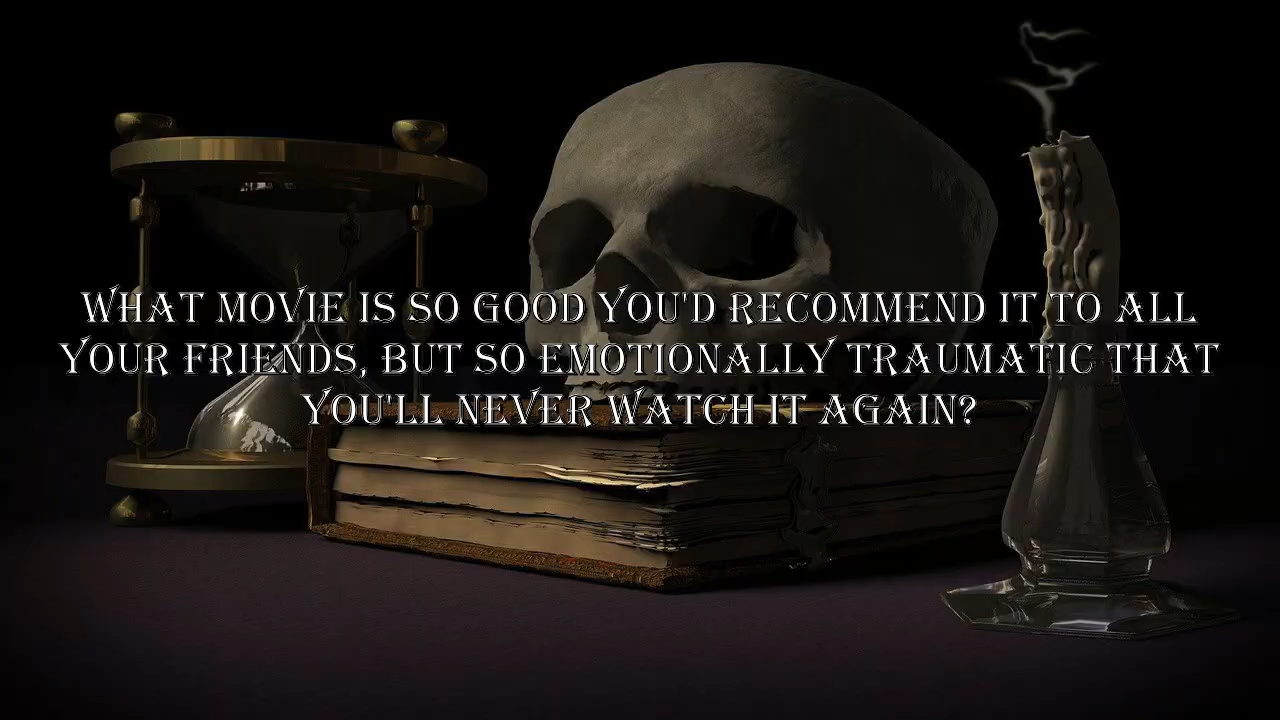 WHAT MOVIE IS SO GOOD YOU'D RECOMMEND IT TO ALL
YOUR FRIENDS, BUT SO EMOTIONALLY TRAUMATIC THAT
YOU'LL NEVER WATCH IT AGAIN?